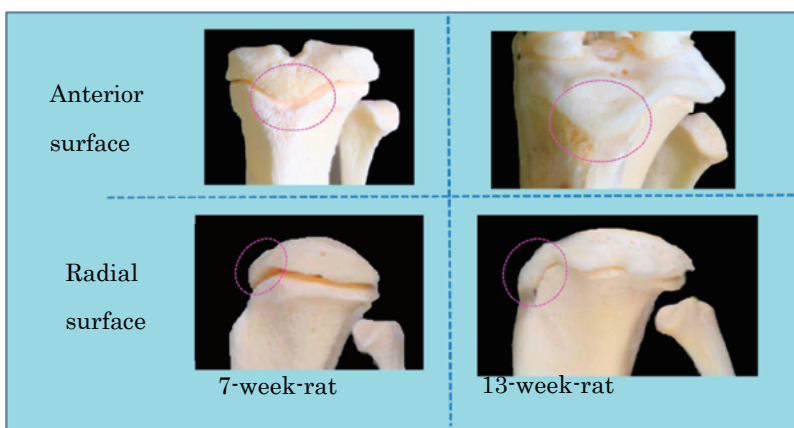 Anterior
surface
Radial
surface
7-week-rat
13-week-rat